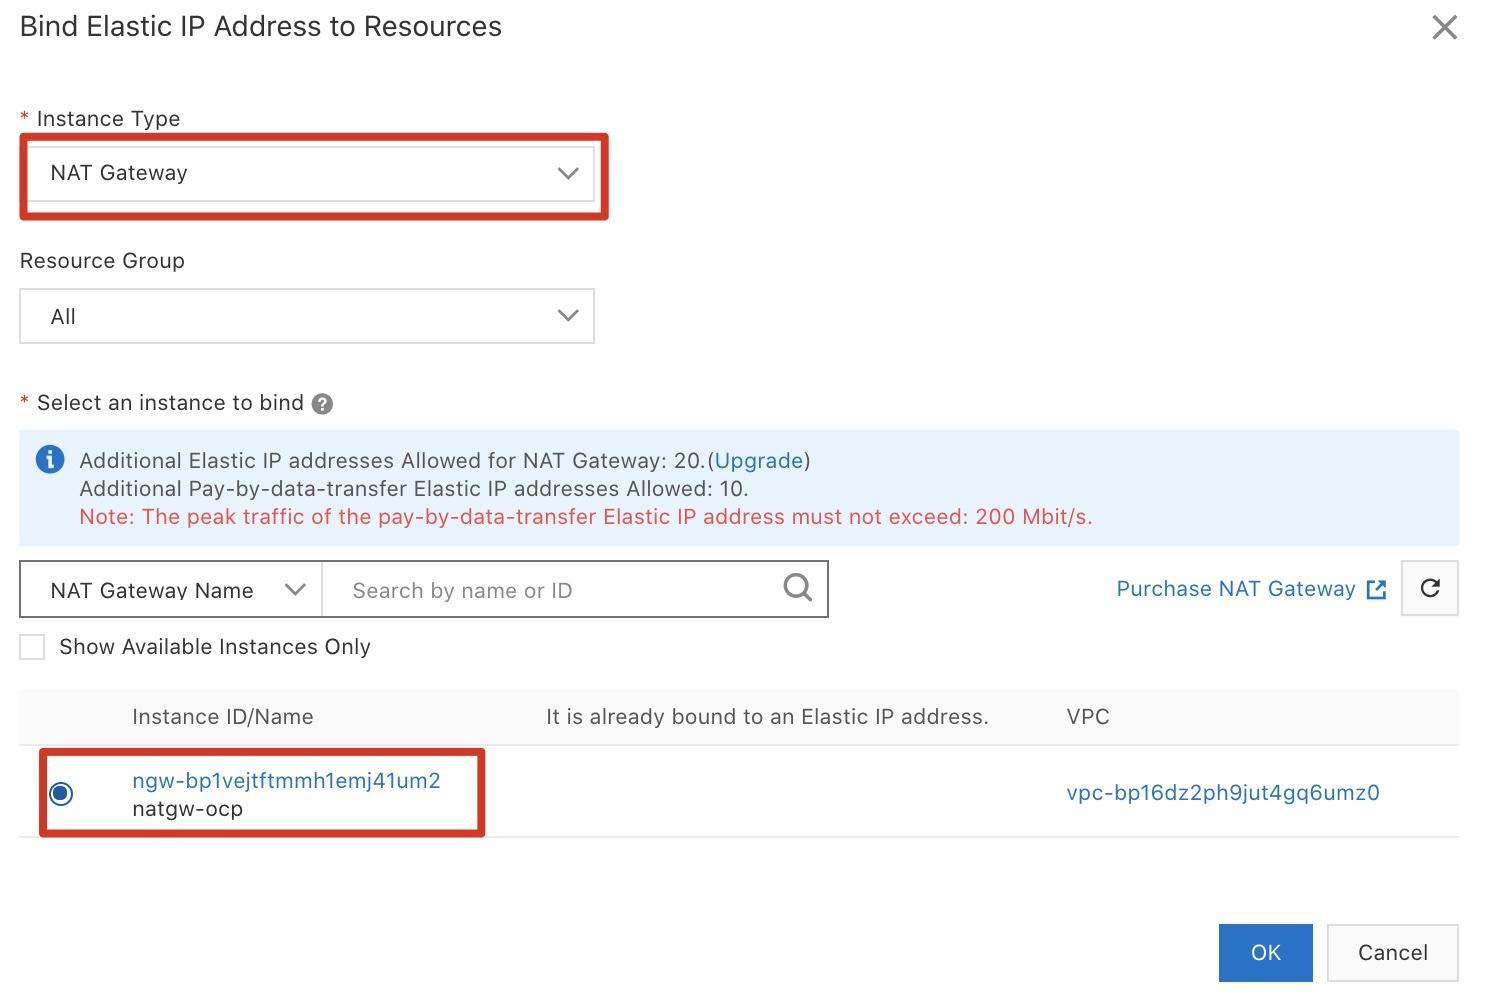 Bind Elastic IP Address to Resources
* Instance Type
NAT Gateway
Resource Group
All
* Select an instance to bind ?
Additional Elastic IP addresses Allowed for NAT Gateway: 20.(Upgrade)
Additional Pay-by-data-transfer Elastic IP addresses Allowed: 10.
Note: The peak traffic of the pay-by-data-transfer Elastic IP address must not exceed: 200 Mbit/s.
NAT Gateway Name Search by name or ID Purchase NAT Gateway
Show Available Instances Only
Instance ID/Name It is already bound to an Elastic IP address. VPC
ngw-bp1vejtftmmh1emj41um2
natgw-ocp
vpc-bp16dz2ph9jut4gq6umz0
OK Cancel